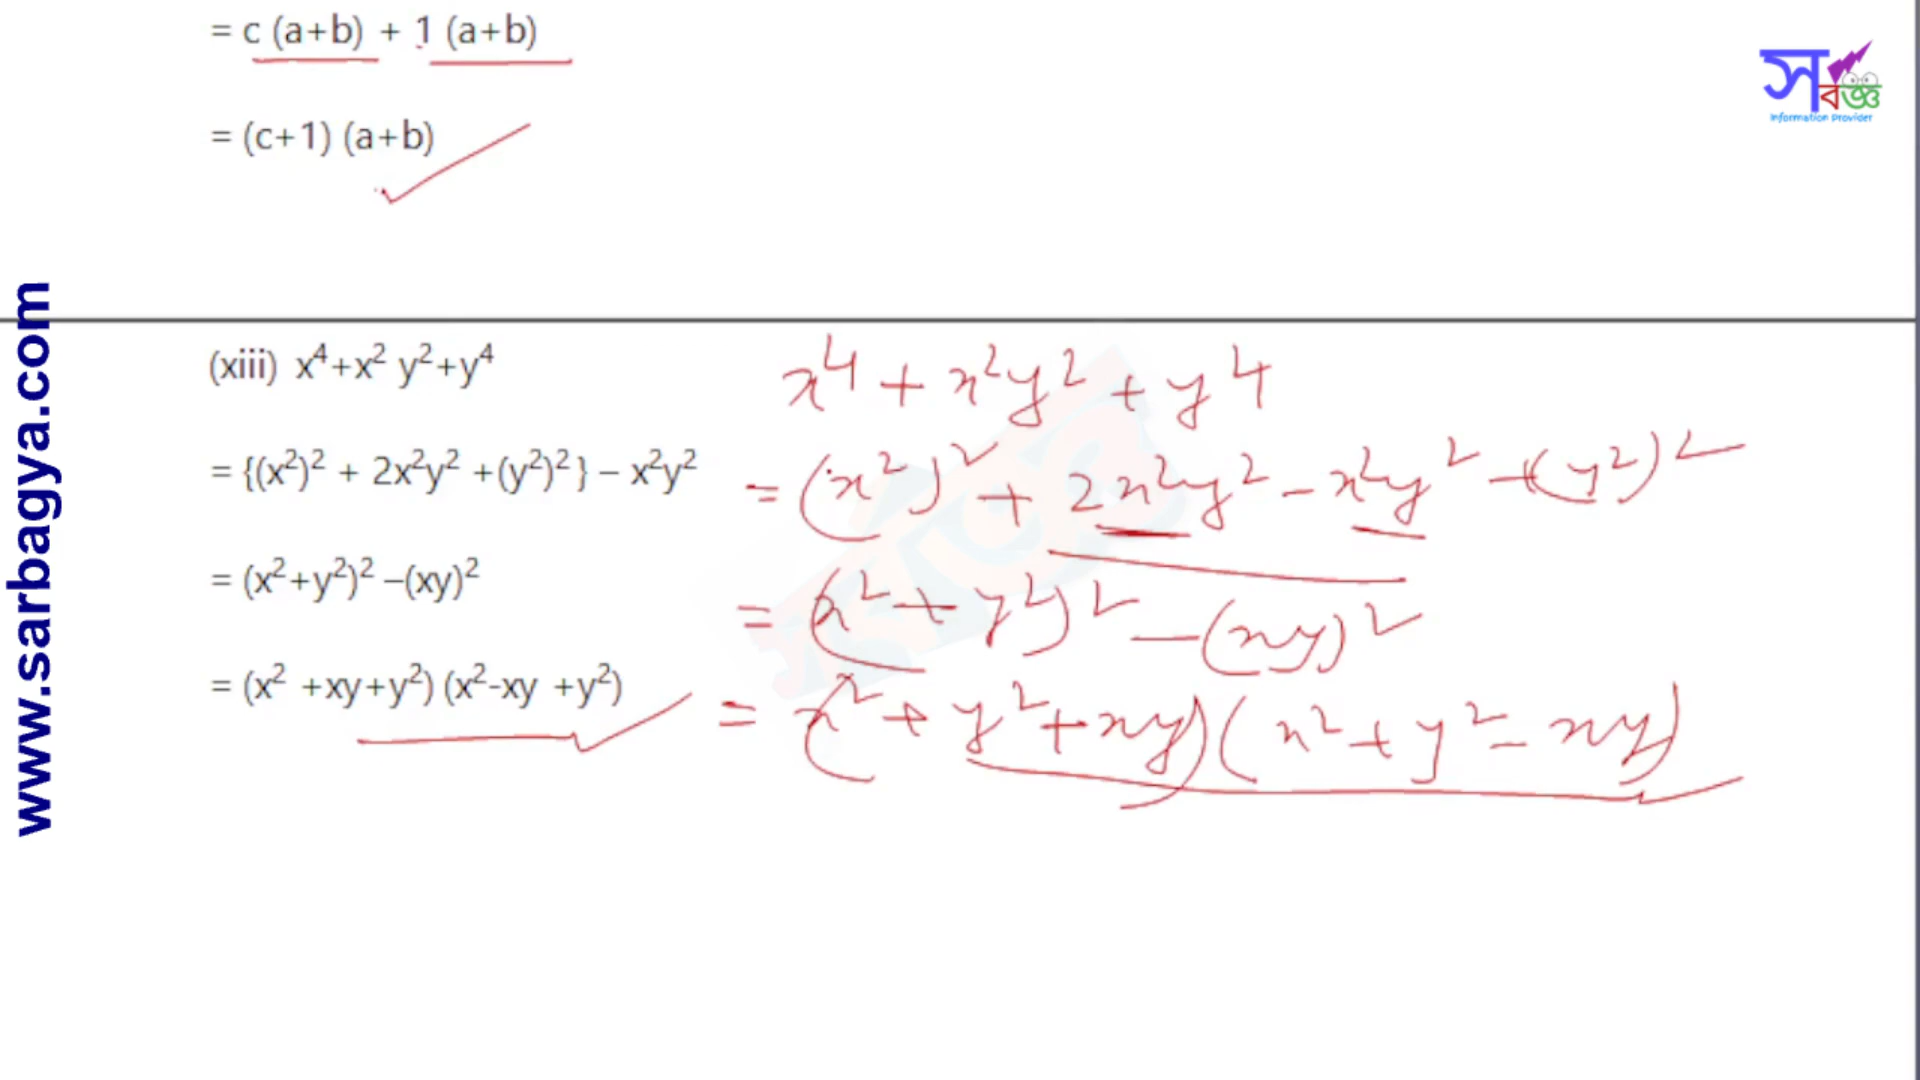 = c (a+b) + 1 (a+b)
= (c+1) (a+b)
সবজান্তা
Information Provider
www.sarbagya.com
(xiii) x⁴+x² y²+y⁴
= {(x²)² + 2x²y² +(y²)²} – x²y²
= (x²+y²)² –(xy)²
= (x² +xy+y²) (x²-xy +y²)
x⁴ + x²y² + y⁴
= (x²)² + 2x²y² - x²y² + (y²)²
= (x² + y²)² - (xy)²
= (x² + y² + xy) (x² + y² - xy)